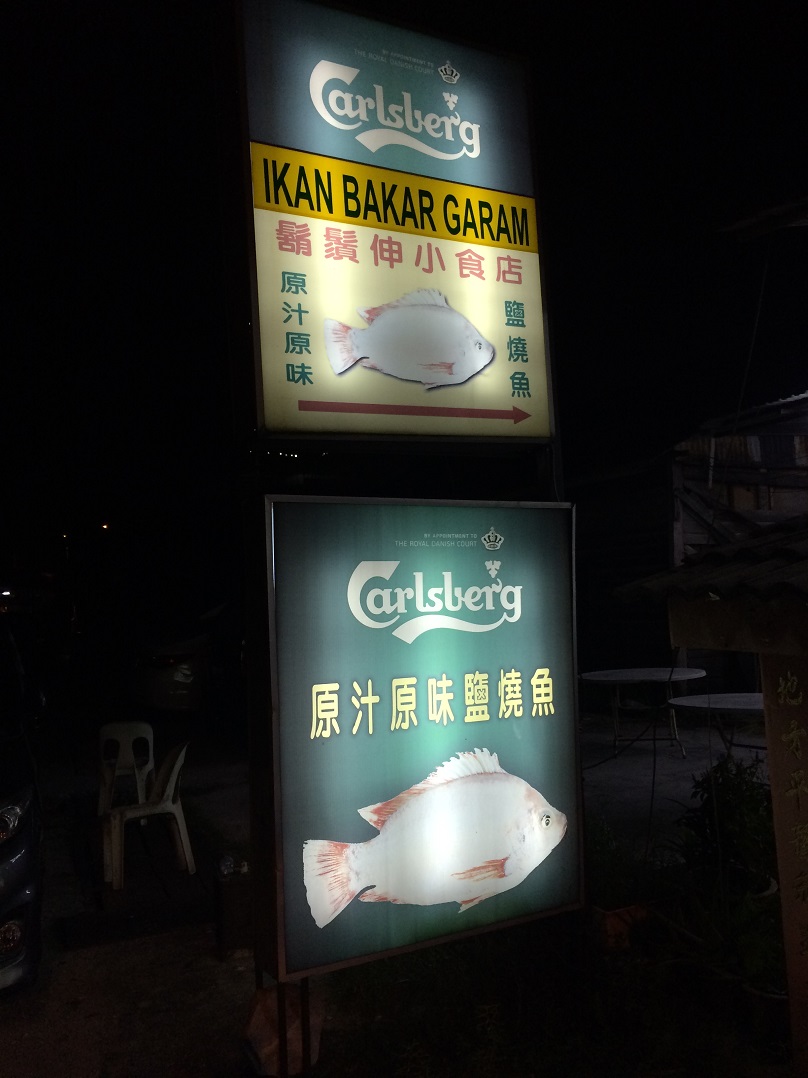 BY APPOINTMENT TO
THE ROYAL DANISH COURT
Carlsberg
IKAN BAKAR GARAM
鬍鬚伸小食店
原汁原味
鹽燒魚
BY APPOINTMENT TO
THE ROYAL DANISH COURT
Carlsberg
原汁原味鹽燒魚